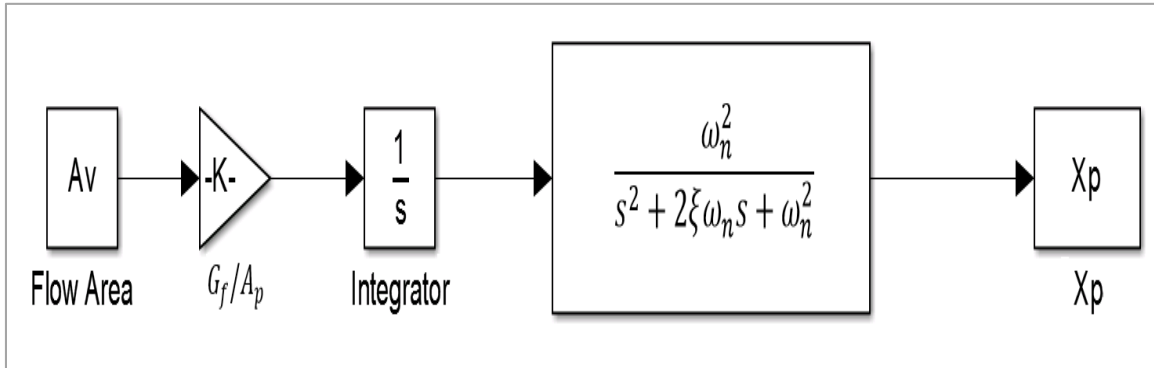 Av
Flow Area
-K-
G_f/A_p
1
s
Integrator
ω_n^2
s^2 + 2ξω_n s + ω_n^2
Xp
Xp